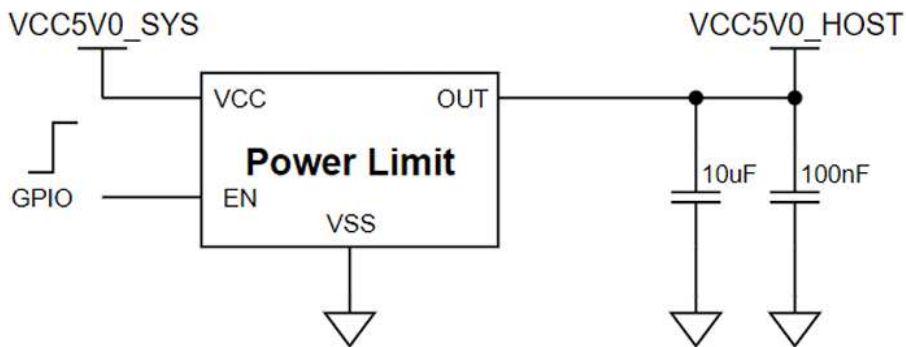 VCC5V0_SYS
VCC5V0_HOST
VCC
OUT
Power Limit
10uF
100nF
GPIO
EN
VSS